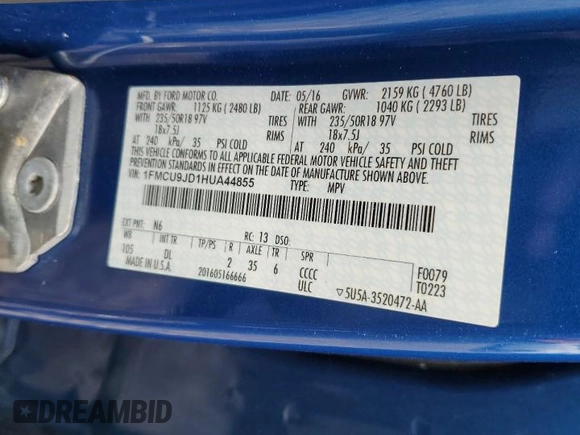 MFD. BY FORD MOTOR CO. DATE: 05/16 GVWR: 2159 KG ( 4760 LB)
FRONT GAWR: 1125 KG ( 2480 LB) REAR GAWR: 1040 KG ( 2293 LB)
WITH 235/50R18 97V TIRES WITH 235/50R18 97V TIRES
18x7.5J RIMS 18x7.5J RIMS
AT 240 kPa/ 35 PSI COLD AT 240 kPa/ 35 PSI COLD
THIS VEHICLE CONFORMS TO ALL APPLICABLE FEDERAL MOTOR VEHICLE SAFETY AND THEFT
PREVENTION STANDARDS IN EFFECT ON THE DATE OF MANUFACTURE SHOWN ABOVE.
VIN: 1FMCU9JD1HUA44855 TYPE: MPV
EXT PNT: N6 RC: 13 DSO:
WB INT TR TP/PS R AXLE TR SPR
105 DL 2 35 6 CCCC F0079
MADE IN U.S.A. 201605166666 ULC T0223
▽5U5A-3520472-AA
DREAMBID